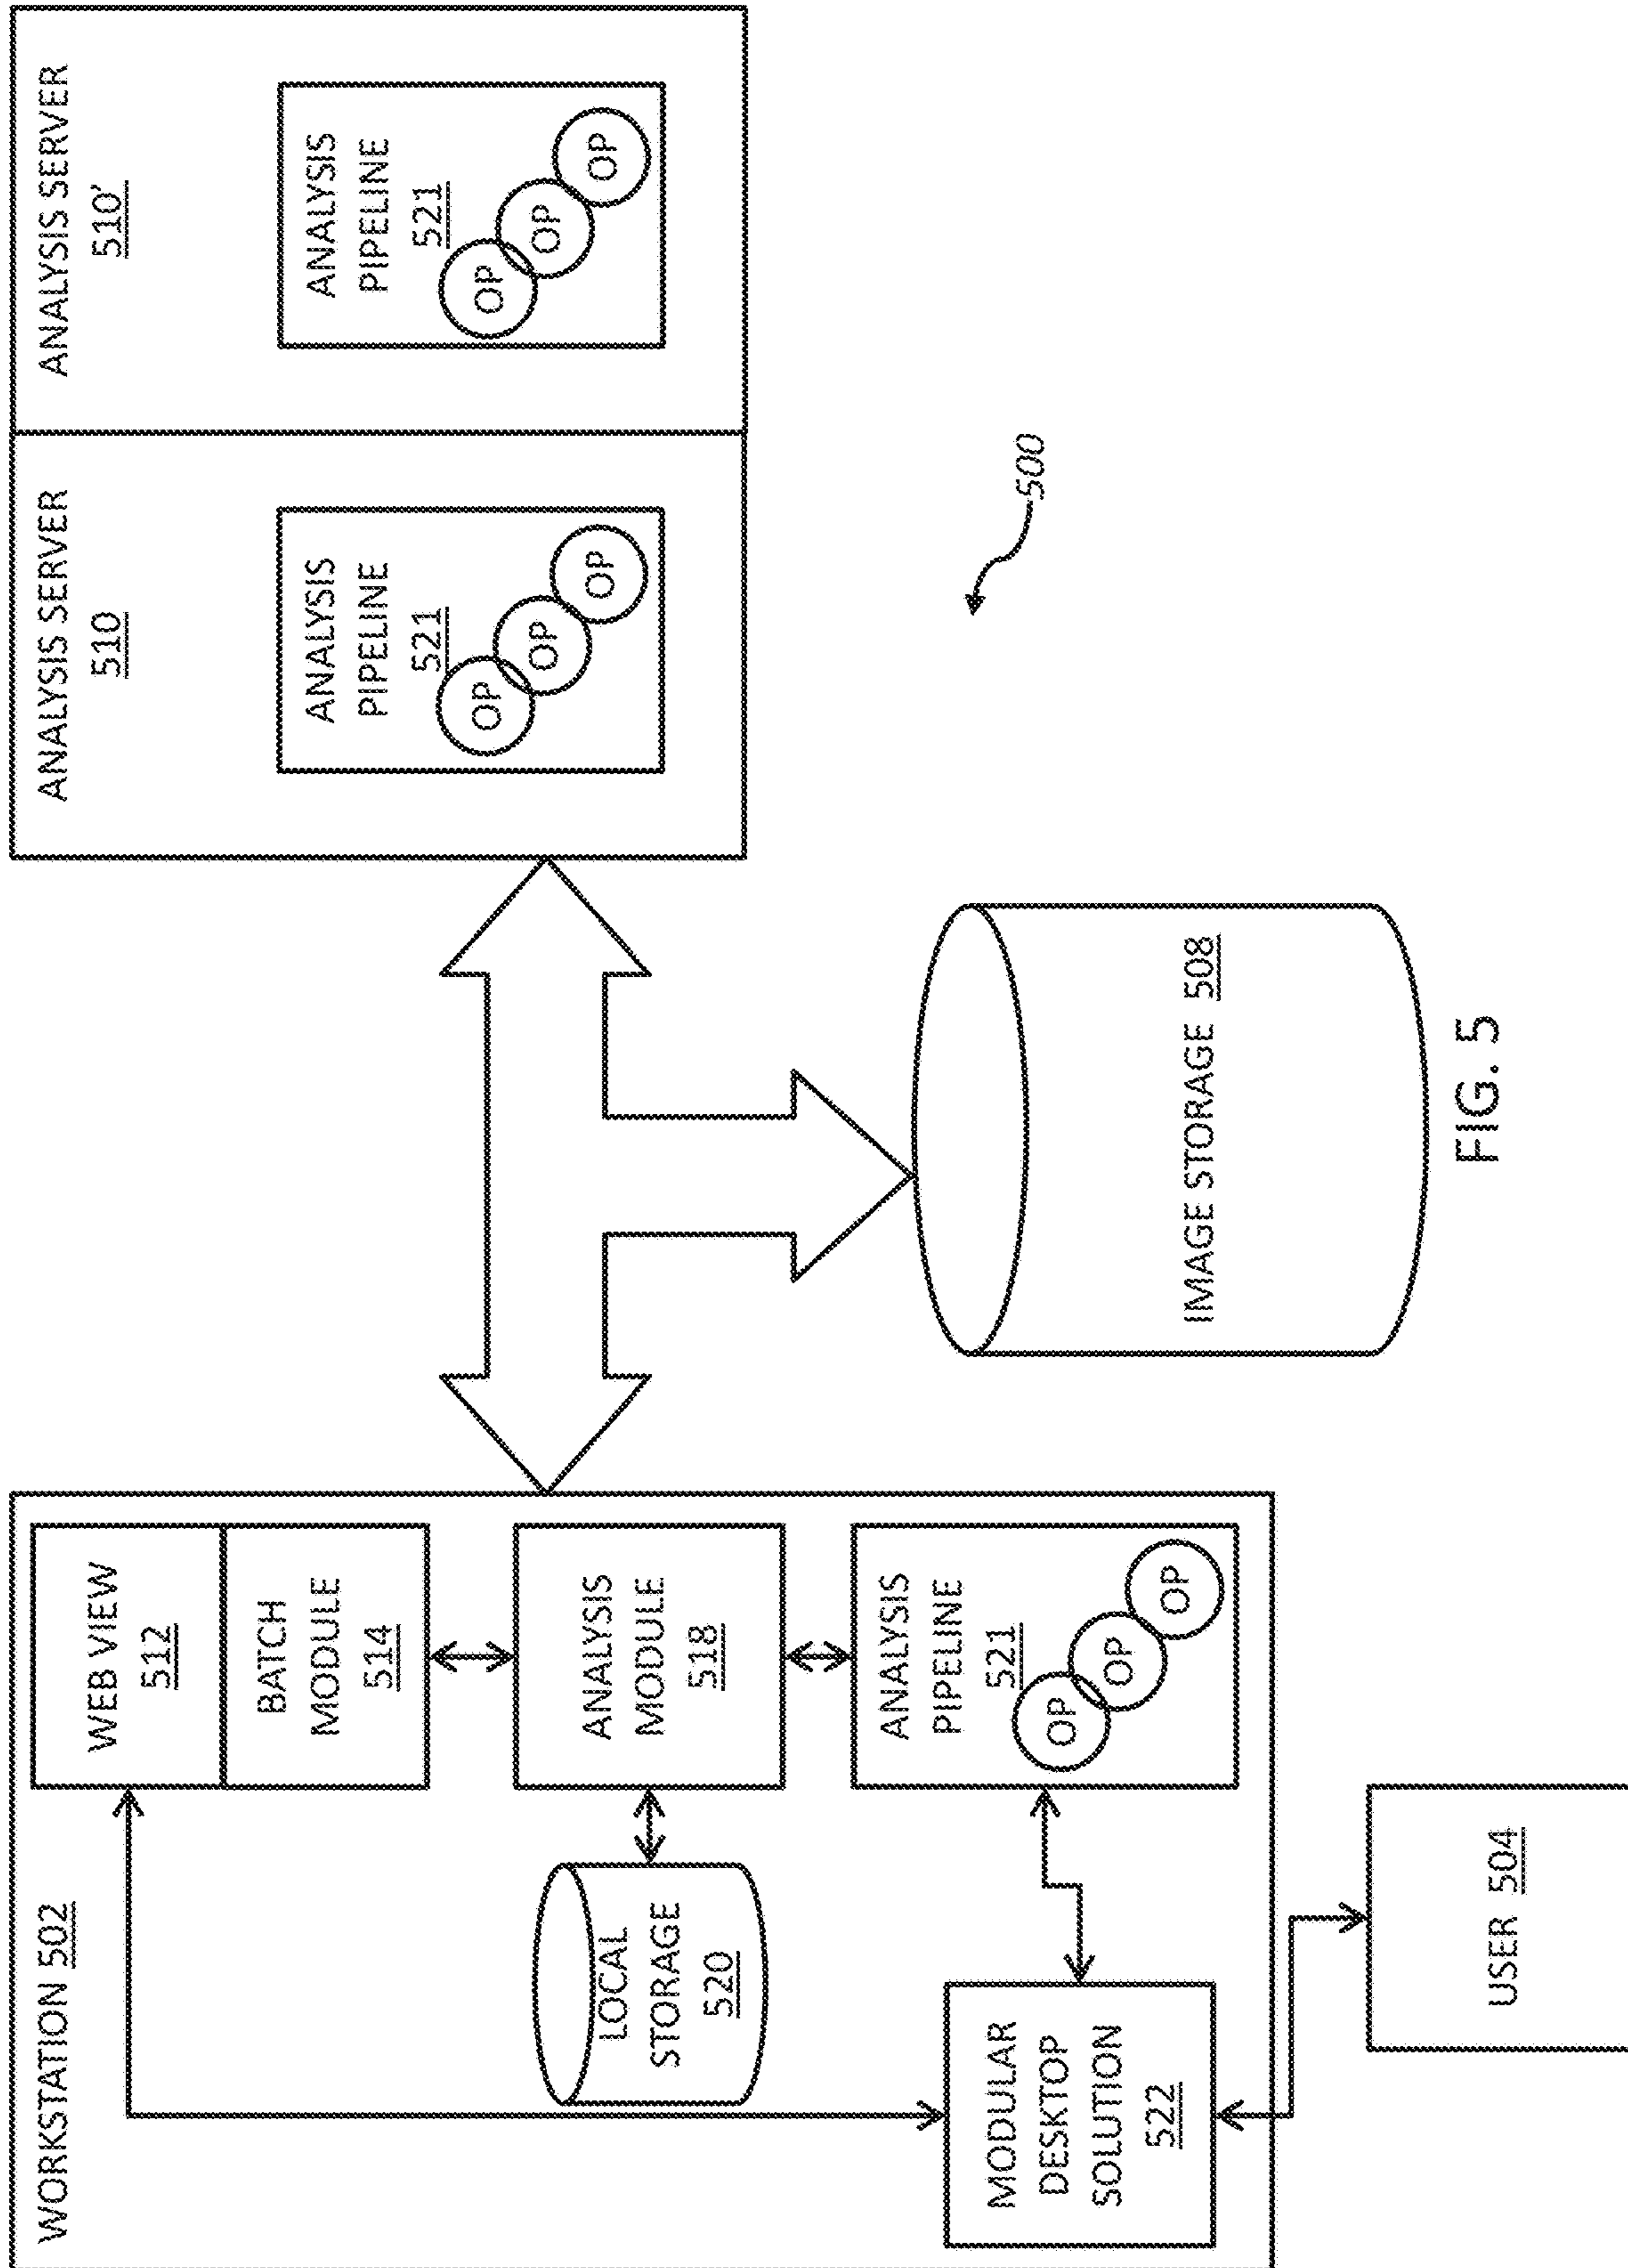 WORKSTATION 502
WEB VIEW
512
BATCH
MODULE
514
LOCAL
STORAGE
520
ANALYSIS
MODULE
518
MODULAR
DESKTOP
SOLUTION
522
ANALYSIS
PIPELINE
521
OP
OP
OP
USER 504
IMAGE STORAGE 508
ANALYSIS SERVER
510
ANALYSIS
PIPELINE
521
OP
OP
OP
ANALYSIS SERVER
510'
ANALYSIS
PIPELINE
521
OP
OP
OP
500
FIG. 5